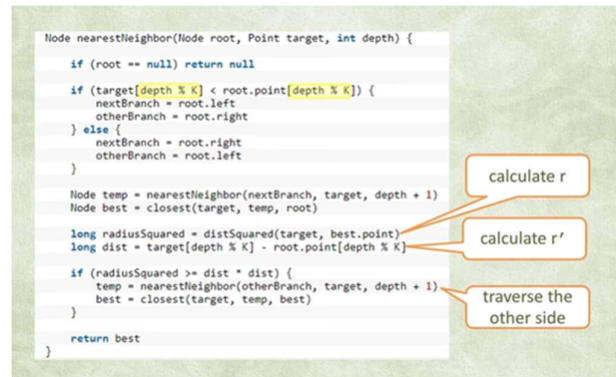 Node nearestNeighbor(Node root, Point target, int depth) {
if (root == null) return null
if (target[depth % K] < root.point[depth % K]) {
nextBranch = root.left
otherBranch = root.right
} else {
nextBranch = root.right
otherBranch = root.left
}
Node temp = nearestNeighbor(nextBranch, target, depth + 1)
Node best = closest(target, temp, root)
long radiusSquared = distSquared(target, best.point)
long dist = target[depth % K] - root.point[depth % K]
if (radiusSquared >= dist * dist) {
temp = nearestNeighbor(otherBranch, target, depth + 1)
best = closest(target, temp, best)
}
return best
}
calculate r
calculate r’
traverse the
other side